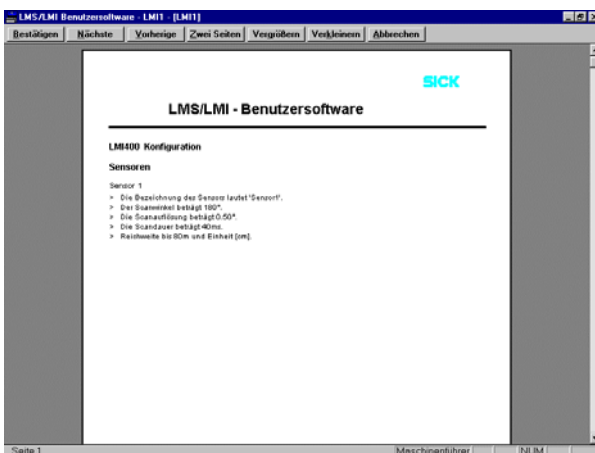 LMS/LMI Benutzersoftware - LMI1 - [LMI1]
Bestätigen Nächste Vorherige Zwei Seiten Vergrößern Verkleinern Abbrechen
SICK
LMS/LMI - Benutzersoftware
LMI400 Konfiguration
Sensoren
Sensor 1
> Die Bezeichnung des Sensors lautet 'Sensor1'.
> Der Scanwinkel beträgt 180°.
> Die Scanauflösung beträgt 0.50°.
> Die Scandauer beträgt 40ms.
> Reichweite bis 80m und Einheit [cm].
Seite 1 Maschinenführer NUM